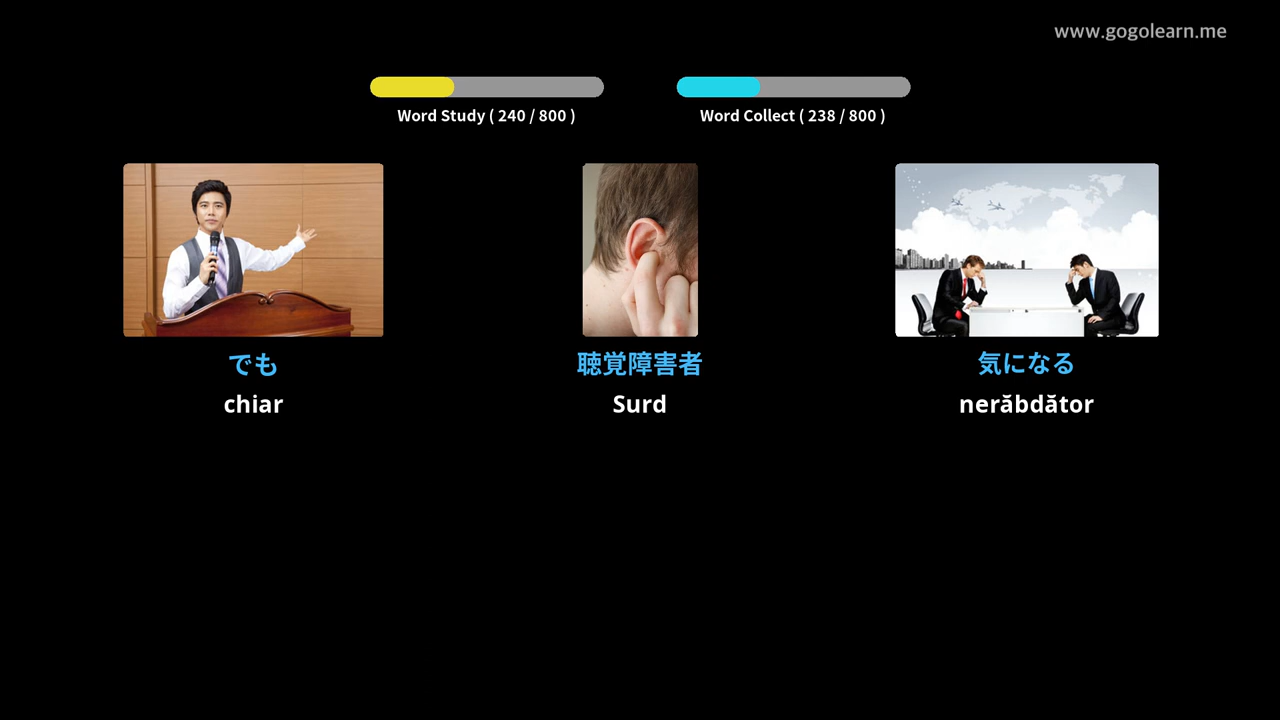 www.gogolearn.me
Word Study ( 240 / 800 )
Word Collect ( 238 / 800 )
でも
聴覚障害者
気になる
chiar
Surd
nerăbdător